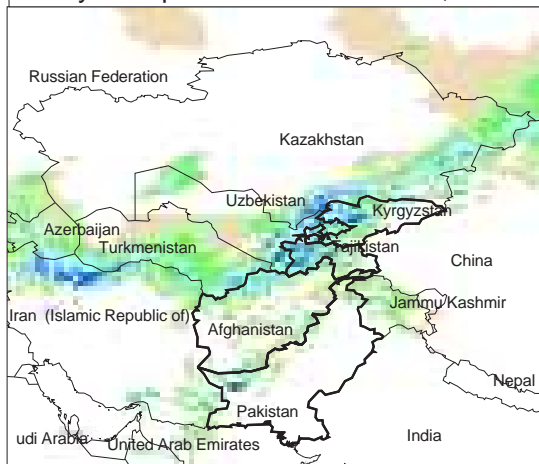 Russian Federation
Kazakhstan
Uzbekistan
Kyrgyzstan
Azerbaijan
Turkmenistan
Tajikistan
China
Iran (Islamic Republic of)
Jammu Kashmir
Afghanistan
Nepal
Pakistan
udi Arabia
United Arab Emirates
India